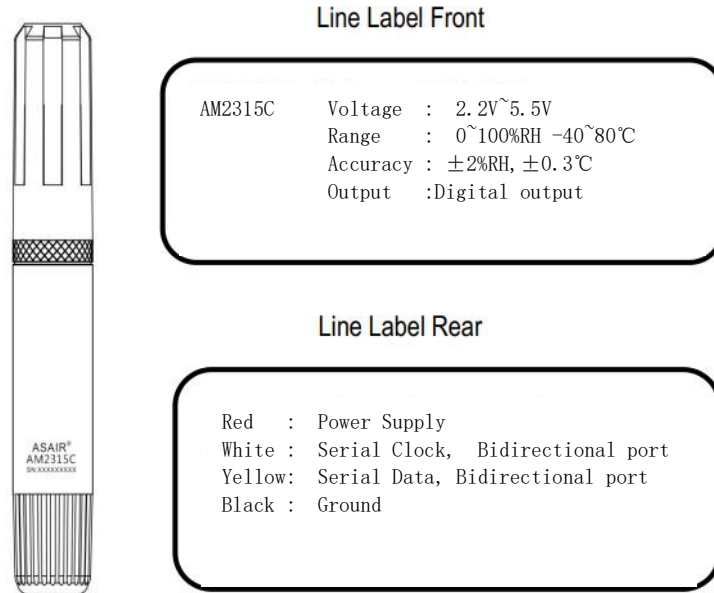 Line Label Front
AM2315C Voltage : 2.2V~5.5V
Range : 0~100%RH -40~80℃
Accuracy : ±2%RH,±0.3℃
Output :Digital output
Line Label Rear
Red : Power Supply
White : Serial Clock, Bidirectional port
Yellow: Serial Data, Bidirectional port
Black : Ground
ASAIR®
AM2315C
SN:XXXXXXXXX